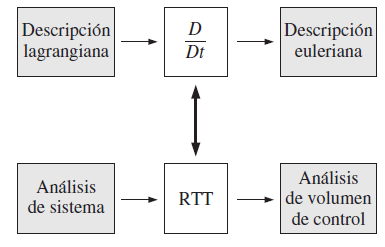 Descripción
lagrangiana
D
Dt
Descripción
euleriana
Análisis
de sistema
RTT
Análisis
de volumen
de control